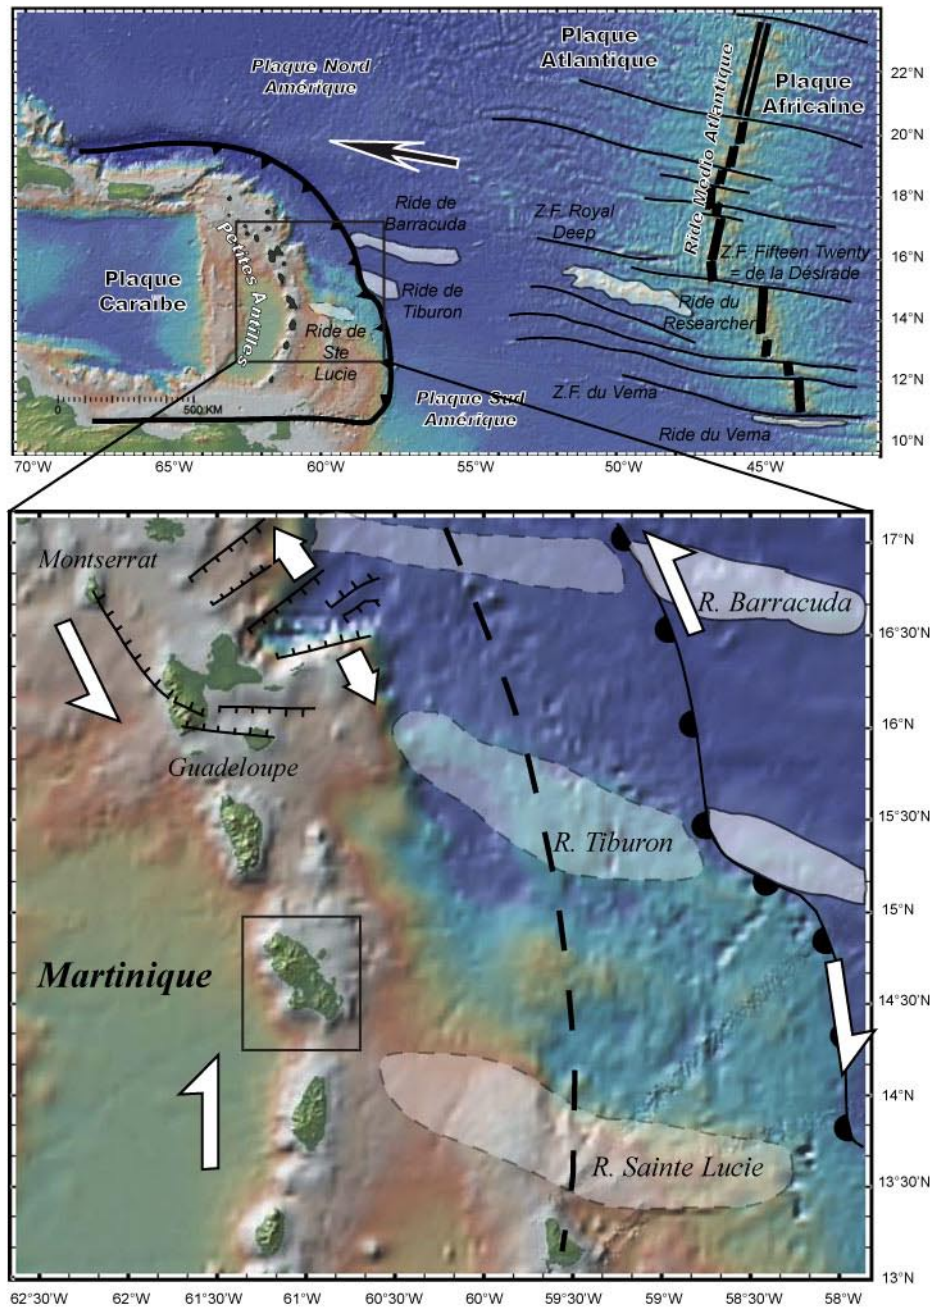 Plaque Nord
Amérique
Plaque
Atlantique
Plaque
Africaine
Ride Medio Atlantique
22°N
20°N
18°N
16°N
14°N
12°N
10°N
Ride de
Barracuda
Z.F. Royal
Deep
Z.F. Fifteen Twenty
= de la Désirade
Petites Antilles
Plaque
Caraïbe
Ride de
Tiburon
Ride du
Researcher
Ride de
Ste
Lucie
0 500 KM
Plaque Sud
Amérique
Z.F. du Vema
Ride du Vema
70°W 65°W 60°W 55°W 50°W 45°W
Montserrat
R. Barracuda
Guadeloupe
R. Tiburon
Martinique
R. Sainte Lucie
17°N
16°30'N
16°N
15°30'N
15°N
14°30'N
14°N
13°30'N
13°N
62°30'W 62°W 61°30'W 61°W 60°30'W 60°W 59°30'W 59°W 58°30'W 58°W